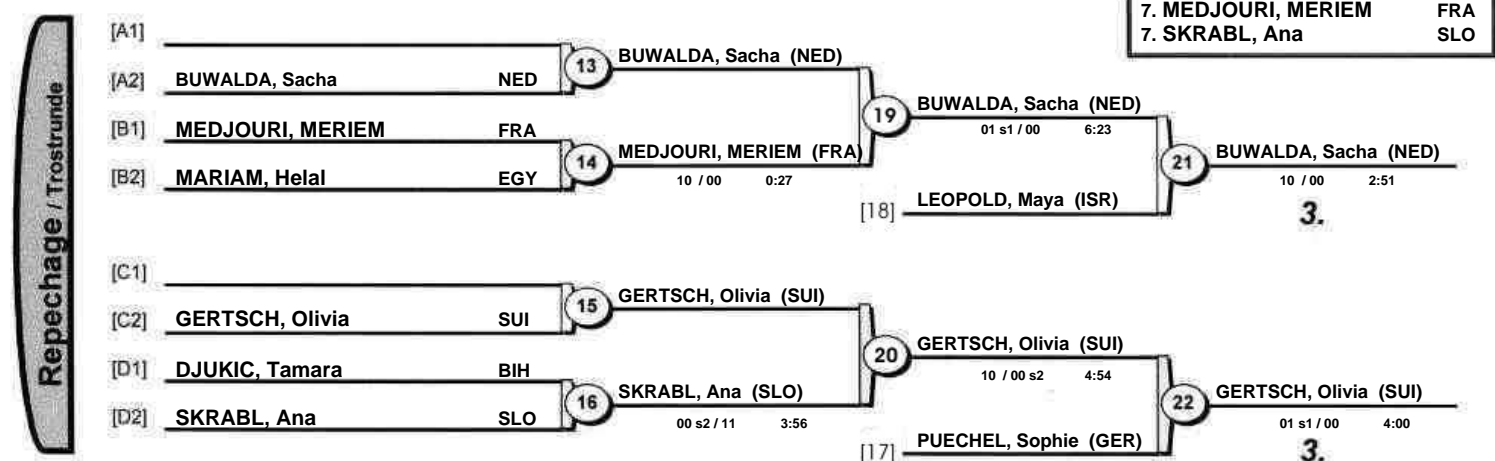 7. MEDJOURI, MERIEM FRA
7. SKRABL, Ana SLO
Repechage / Trostrunde
[A1]
[A2] BUWALDA, Sacha NED
13 BUWALDA, Sacha (NED)
[B1] MEDJOURI, MERIEM FRA
[B2] MARIAM, Helal EGY
14 MEDJOURI, MERIEM (FRA)
10 / 00 0:27
19 BUWALDA, Sacha (NED)
01 s1 / 00 6:23
[18] LEOPOLD, Maya (ISR)
21 BUWALDA, Sacha (NED)
10 / 00 2:51
3.
[C1]
[C2] GERTSCH, Olivia SUI
15 GERTSCH, Olivia (SUI)
[D1] DJUKIC, Tamara BIH
[D2] SKRABL, Ana SLO
16 SKRABL, Ana (SLO)
00 s2 / 11 3:56
20 GERTSCH, Olivia (SUI)
10 / 00 s2 4:54
[17] PUECHEL, Sophie (GER)
22 GERTSCH, Olivia (SUI)
01 s1 / 00 4:00
3.